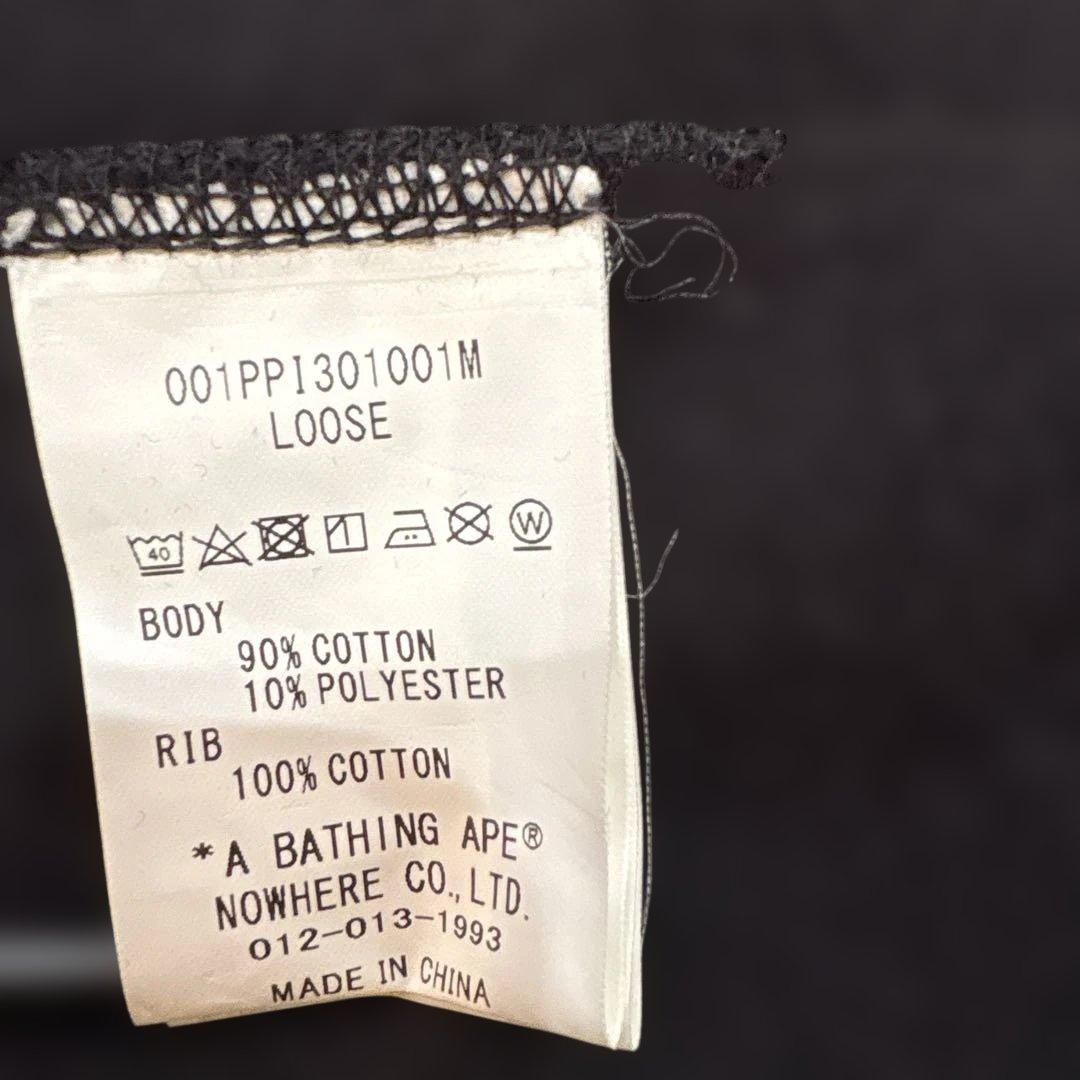 001PPI301001M
LOOSE
40 W
BODY
90% COTTON
10% POLYESTER
RIB
100% COTTON
*A BATHING APE®
NOWHERE CO.,LTD.
012-013-1993
MADE IN CHINA